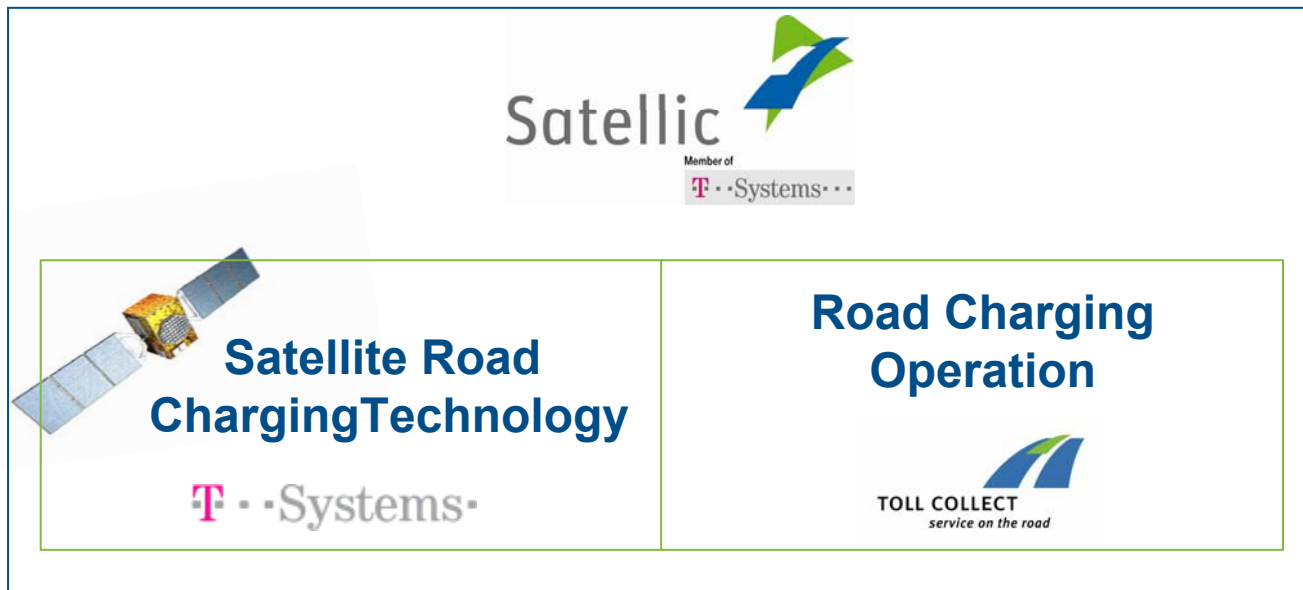 Satellic
Member of
T··Systems···
Satellite Road
ChargingTechnology
T··Systems·
Road Charging
Operation
TOLL COLLECT
service on the road